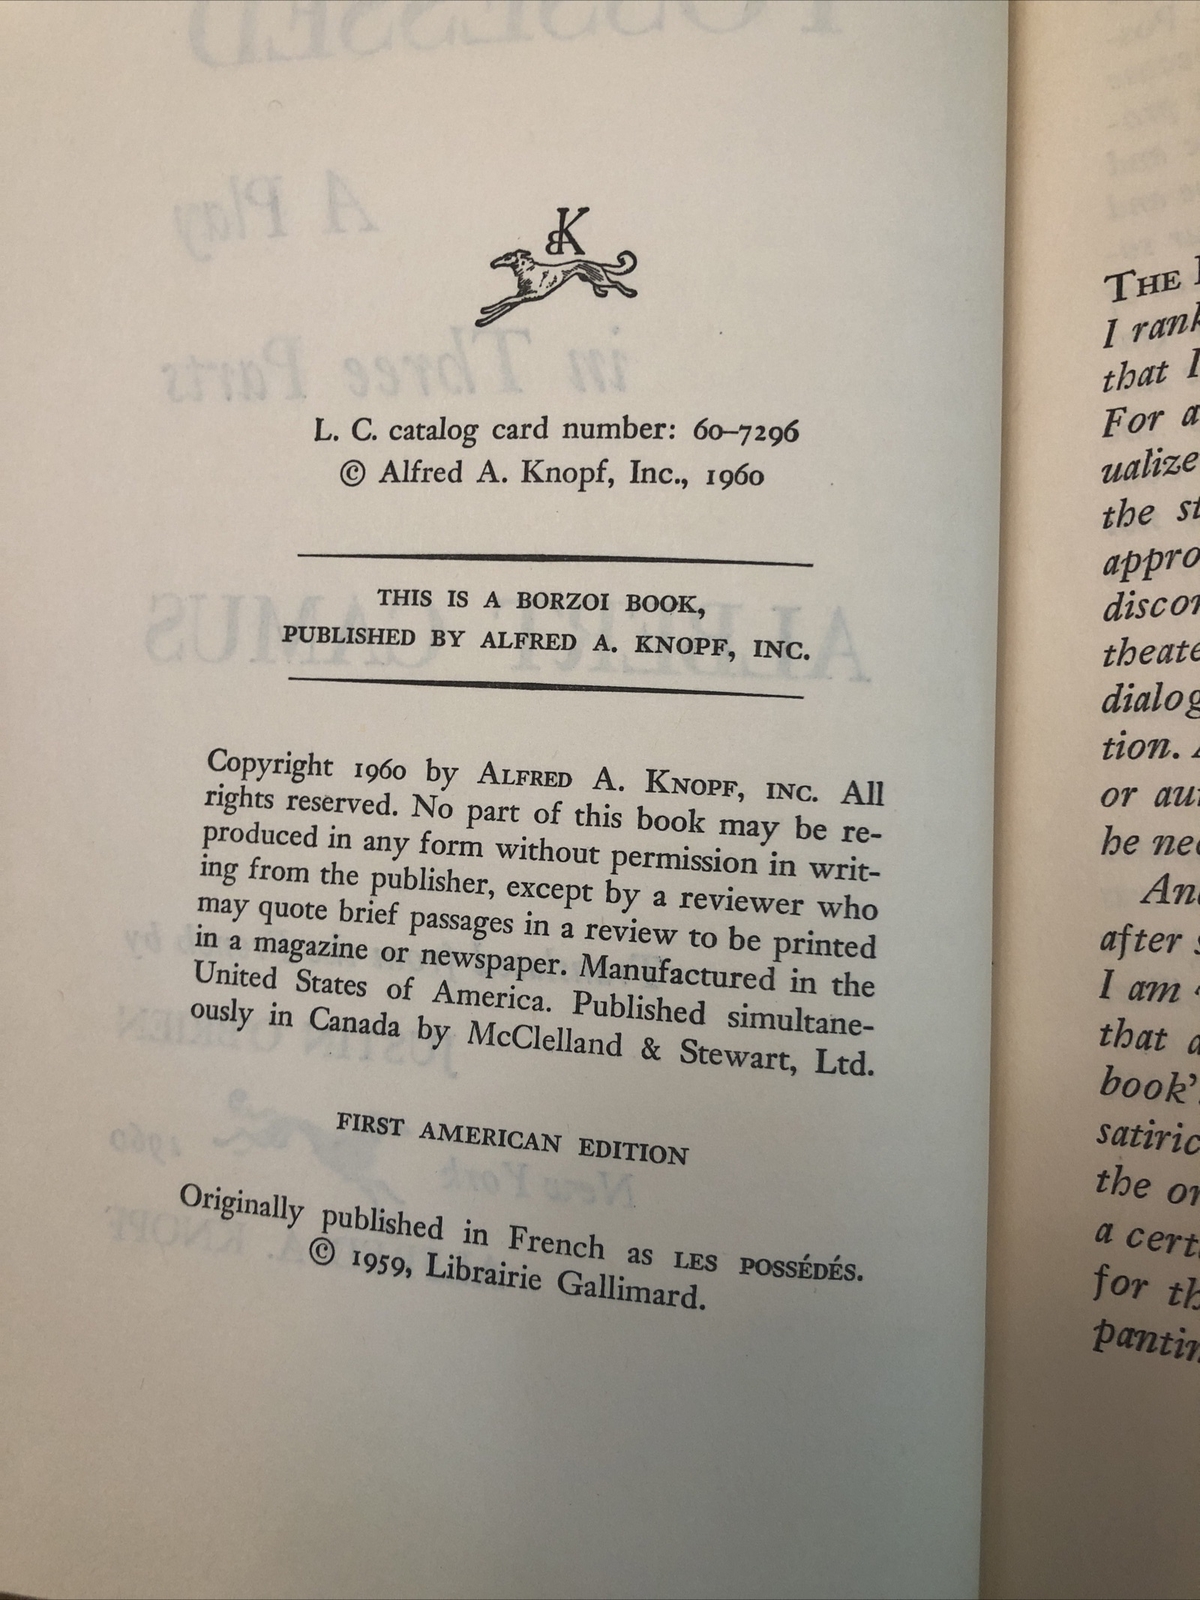 BK
L. C. catalog card number: 60–7296
© Alfred A. Knopf, Inc., 1960
THIS IS A BORZOI BOOK,
PUBLISHED BY ALFRED A. KNOPF, INC.
Copyright 1960 by ALFRED A. KNOPF, INC. All
rights reserved. No part of this book may be re-
produced in any form without permission in writ-
ing from the publisher, except by a reviewer who
may quote brief passages in a review to be printed
in a magazine or newspaper. Manufactured in the
United States of America. Published simultane-
ously in Canada by McClelland & Stewart, Ltd.
FIRST AMERICAN EDITION
Originally published in French as LES POSSÉDÉS.
© 1959, Librairie Gallimard.
THE
I rank
that I
For a
ualize
the st
appro
discor
theate
dialog
tion.
or au
he nec
And
after s
I am
that a
book'
satiric
the or
a cert
for th
pantin